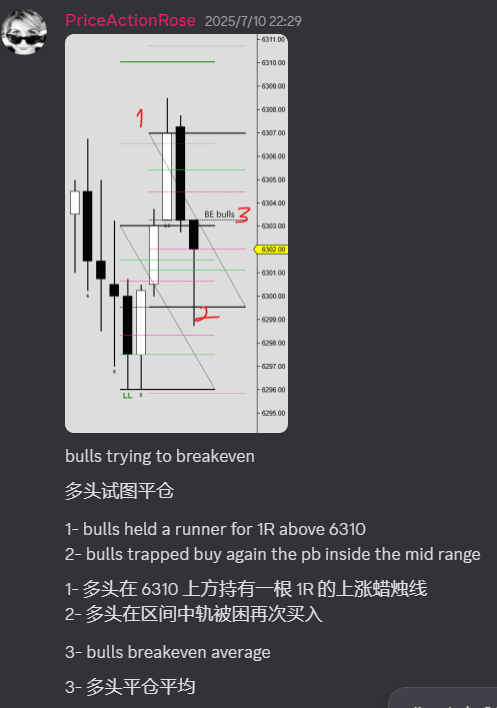 PriceActionRose 2025/7/10 22:29
6311.00
6310.00
6309.00
6308.00
1
6307.00
6306.00
6305.00
6304.00
BE bulls 3
6303.00
6302.00
6301.00
6300.00
2
6299.00
6298.00
6297.00
6296.00
LL
6295.00
bulls trying to breakeven
多头试图平仓
1- bulls held a runner for 1R above 6310
2- bulls trapped buy again the pb inside the mid range
1- 多头在 6310 上方持有一根 1R 的上涨蜡烛线
2- 多头在区间中轨被困再次买入
3- bulls breakeven average
3- 多头平仓平均